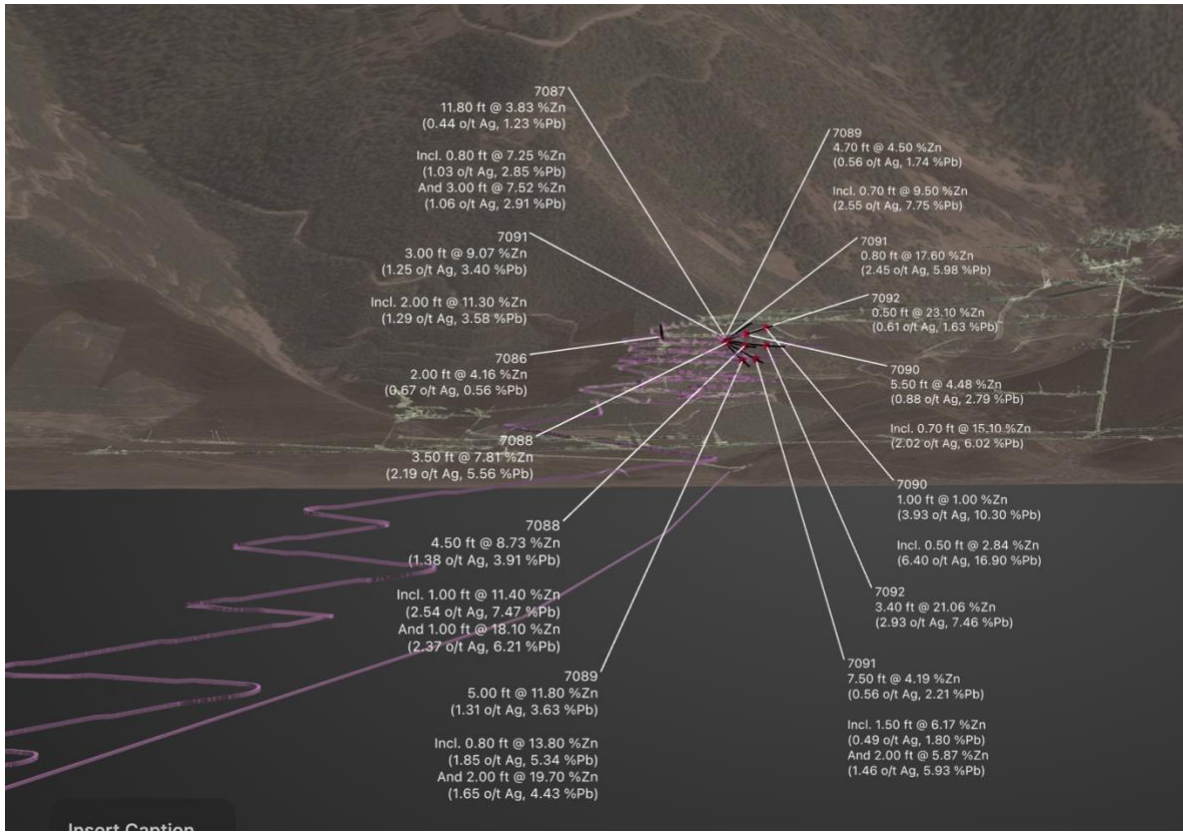 7087
11.80 ft @ 3.83 %Zn
(0.44 o/t Ag, 1.23 %Pb)
Incl. 0.80 ft @ 7.25 %Zn
(1.03 o/t Ag, 2.85 %Pb)
And 3.00 ft @ 7.52 %Zn
(1.06 o/t Ag, 2.91 %Pb)
7091
3.00 ft @ 9.07 %Zn
(1.25 o/t Ag, 3.40 %Pb)
Incl. 2.00 ft @ 11.30 %Zn
(1.29 o/t Ag, 3.58 %Pb)
7086
2.00 ft @ 4.16 %Zn
(0.67 o/t Ag, 0.56 %Pb)
7088
3.50 ft @ 7.81 %Zn
(2.19 o/t Ag, 5.56 %Pb)
7088
4.50 ft @ 8.73 %Zn
(1.38 o/t Ag, 3.91 %Pb)
Incl. 1.00 ft @ 11.40 %Zn
(2.54 o/t Ag, 7.47 %Pb)
And 1.00 ft @ 18.10 %Zn
(2.37 o/t Ag, 6.21 %Pb)
7089
5.00 ft @ 11.80 %Zn
(1.31 o/t Ag, 3.63 %Pb)
Incl. 0.80 ft @ 13.80 %Zn
(1.85 o/t Ag, 5.34 %Pb)
And 2.00 ft @ 19.70 %Zn
(1.65 o/t Ag, 4.43 %Pb)
7089
4.70 ft @ 4.50 %Zn
(0.56 o/t Ag, 1.74 %Pb)
Incl. 0.70 ft @ 9.50 %Zn
(2.55 o/t Ag, 7.75 %Pb)
7091
0.80 ft @ 17.60 %Zn
(2.45 o/t Ag, 5.98 %Pb)
7092
0.50 ft @ 23.10 %Zn
(0.61 o/t Ag, 1.63 %Pb)
7090
5.50 ft @ 4.48 %Zn
(0.88 o/t Ag, 2.79 %Pb)
Incl. 0.70 ft @ 15.10 %Zn
(2.02 o/t Ag, 6.02 %Pb)
7090
1.00 ft @ 1.00 %Zn
(3.93 o/t Ag, 10.30 %Pb)
Incl. 0.50 ft @ 2.84 %Zn
(6.40 o/t Ag, 16.90 %Pb)
7092
3.40 ft @ 21.06 %Zn
(2.93 o/t Ag, 7.46 %Pb)
7091
7.50 ft @ 4.19 %Zn
(0.56 o/t Ag, 2.21 %Pb)
Incl. 1.50 ft @ 6.17 %Zn
(0.49 o/t Ag, 1.80 %Pb)
And 2.00 ft @ 5.87 %Zn
(1.46 o/t Ag, 5.93 %Pb)
Insert Caption